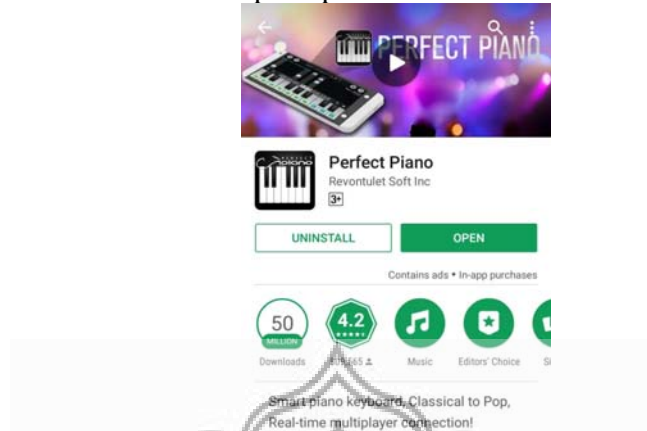 PERFECT PIANO
Perfect Piano
Revontulet Soft Inc
3+
UNINSTALL
OPEN
Contains ads • In-app purchases
50
MILLION
4.2
Downloads
Music
Editors' Choice
Smart piano keyboard, Classical to Pop,
Real-time multiplayer connection!